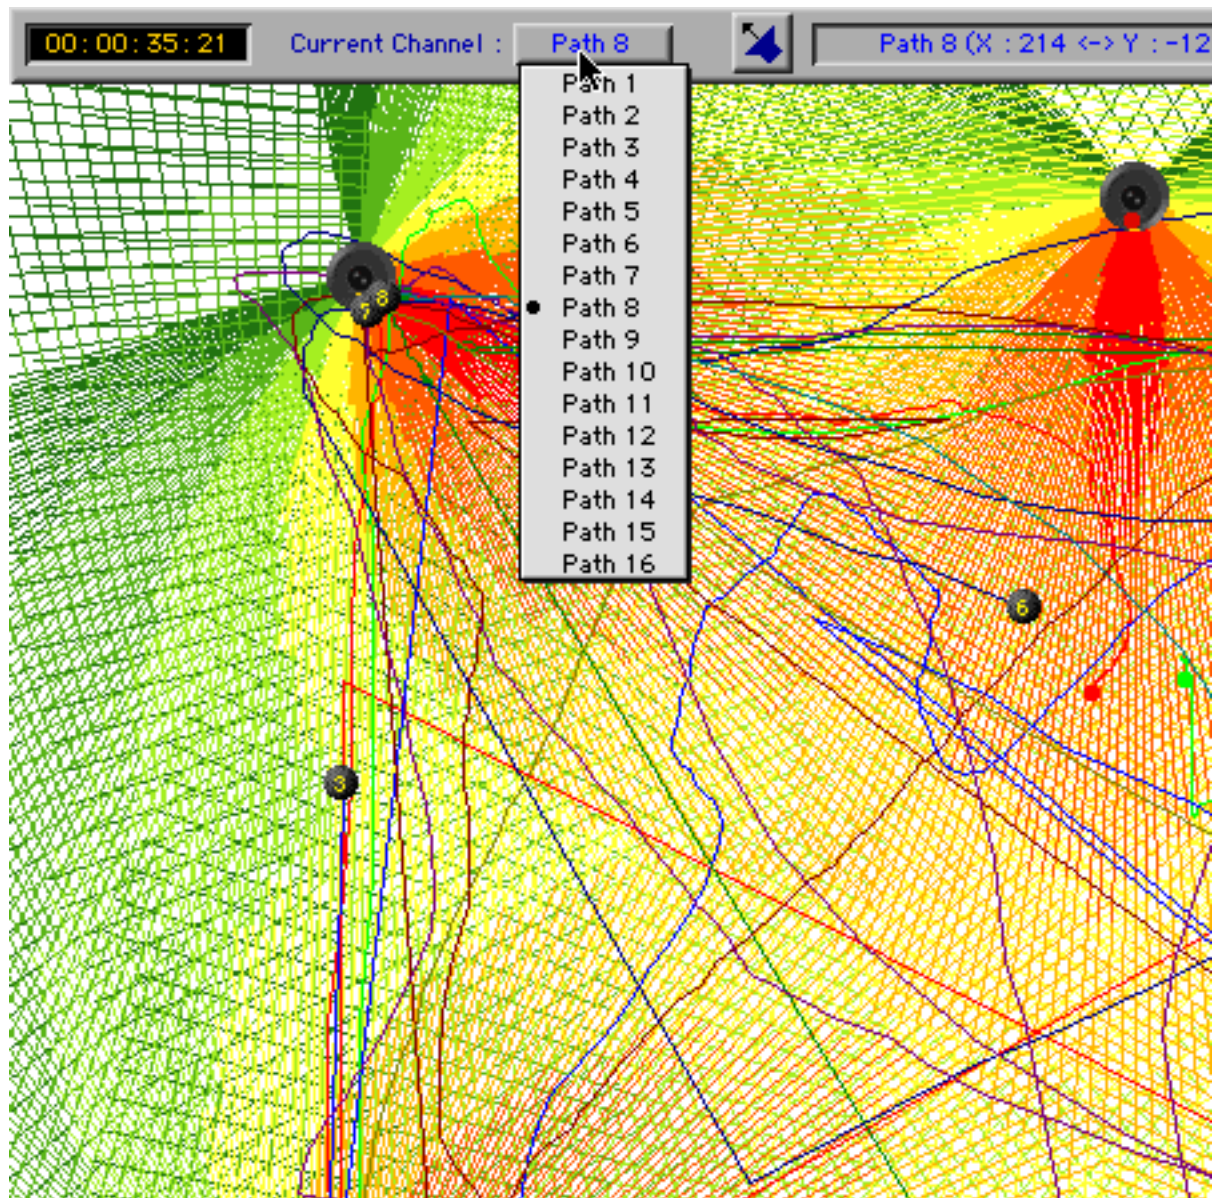 00:00:35:21 Current Channel : Path 8 Path 8 (X : 214 <-> Y : -12
Path 1
Path 2
Path 3
Path 4
Path 5
Path 6
Path 7
Path 8
Path 9
Path 10
Path 11
Path 12
Path 13
Path 14
Path 15
Path 16
7 8
6
3